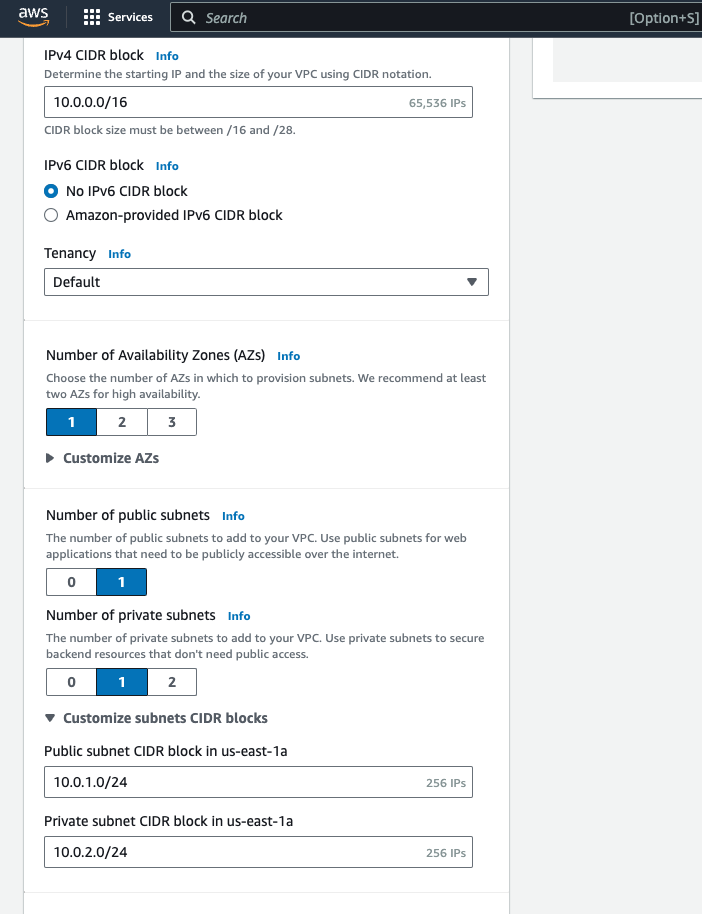 aws
Services
Search
[Option+S]
IPv4 CIDR block Info
Determine the starting IP and the size of your VPC using CIDR notation.
10.0.0.0/16 65,536 IPs
CIDR block size must be between /16 and /28.
IPv6 CIDR block Info
No IPv6 CIDR block
Amazon-provided IPv6 CIDR block
Tenancy Info
Default
Number of Availability Zones (AZs) Info
Choose the number of AZs in which to provision subnets. We recommend at least
two AZs for high availability.
1 2 3
Customize AZs
Number of public subnets Info
The number of public subnets to add to your VPC. Use public subnets for web
applications that need to be publicly accessible over the internet.
0 1
Number of private subnets Info
The number of private subnets to add to your VPC. Use private subnets to secure
backend resources that don't need public access.
0 1 2
Customize subnets CIDR blocks
Public subnet CIDR block in us-east-1a
10.0.1.0/24 256 IPs
Private subnet CIDR block in us-east-1a
10.0.2.0/24 256 IPs